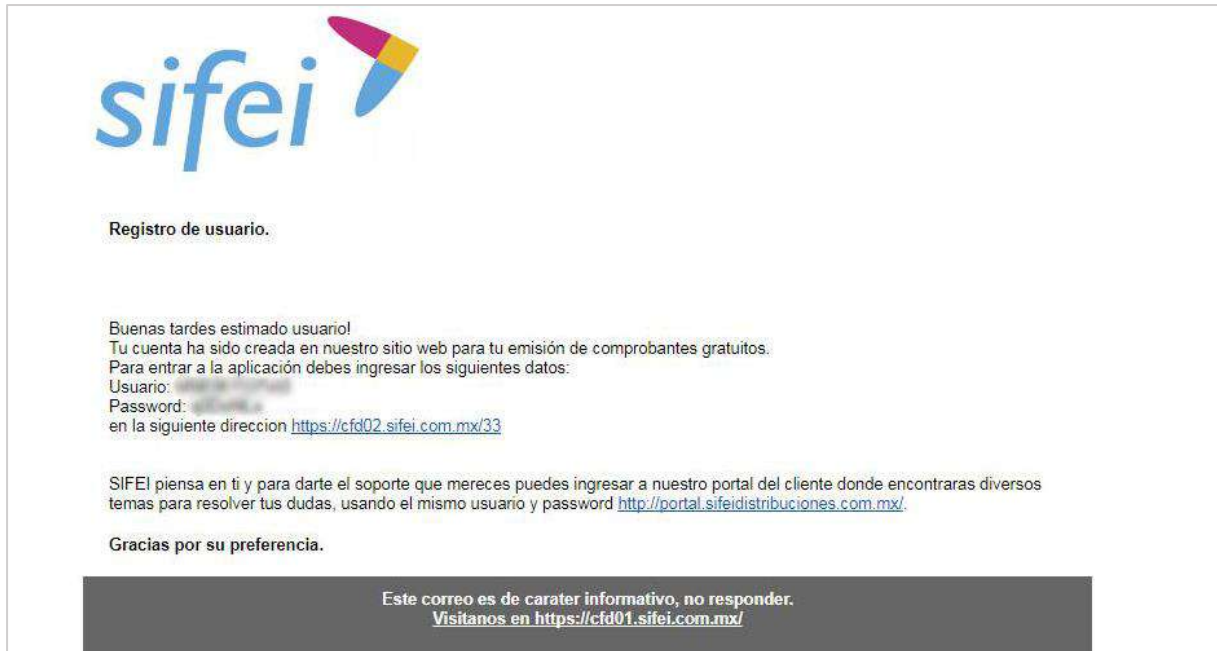 sifei
Registro de usuario.
Buenas tardes estimado usuario!
Tu cuenta ha sido creada en nuestro sitio web para tu emisión de comprobantes gratuitos.
Para entrar a la aplicación debes ingresar los siguientes datos:
Usuario:
Password:
en la siguiente direccion https://cfd02.sifei.com.mx/33
SIFEI piensa en ti y para darte el soporte que mereces puedes ingresar a nuestro portal del cliente donde encontraras diversos
temas para resolver tus dudas, usando el mismo usuario y password http://portal.sifeidistribuciones.com.mx/.
Gracias por su preferencia.
Este correo es de carater informativo, no responder.
Visitanos en https://cfd01.sifei.com.mx/